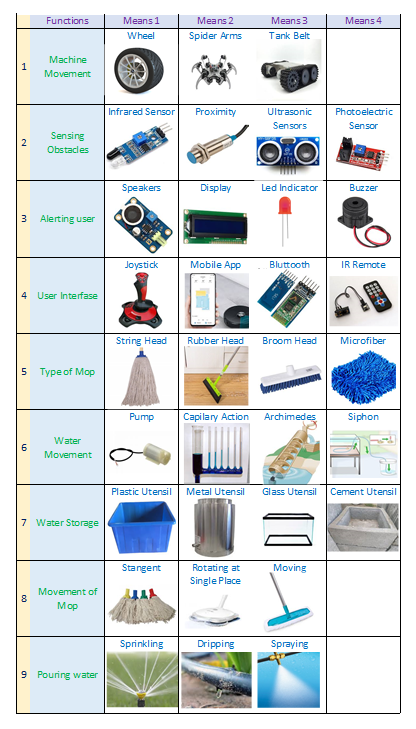 Functions Means 1 Means 2 Means 3 Means 4
1 Machine Movement Wheel Spider Arms Tank Belt
2 Sensing Obstacles Infrared Sensor Proximity Ultrasonic Sensors Photoelectric Sensor
3 Alerting user Speakers Display Led Indicator Buzzer
4 User Interfase Joystick Mobile App Bluttooth IR Remote
5 Type of Mop String Head Rubber Head Broom Head Microfiber
6 Water Movement Pump Capilary Action Archimedes Siphon
7 Water Storage Plastic Utensil Metal Utensil Glass Utensil Cement Utensil
8 Movement of Mop Stangent Rotating at Single Place Moving
9 Pouring water Sprinkling Dripping Spraying